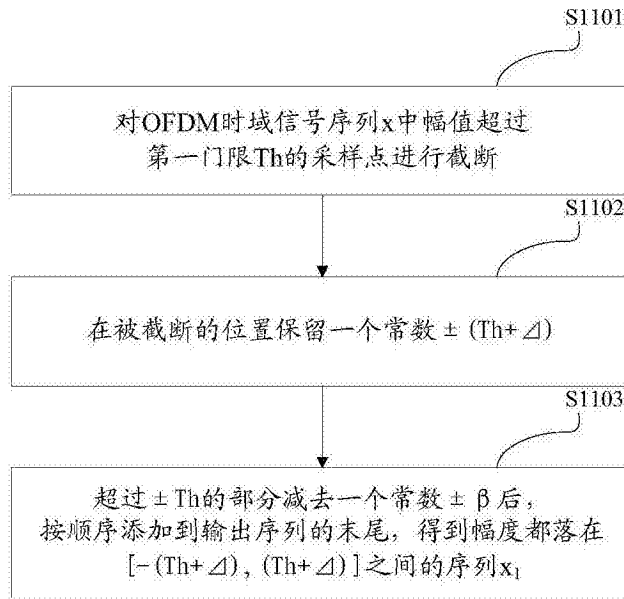 S1101
对OFDM时域信号序列x中幅值超过
第一门限Th的采样点进行截断
S1102
在被截断的位置保留一个常数±(Th+⊿)
S1103
超过±Th的部分减去一个常数±β后，
按顺序添加到输出序列的末尾，得到幅度都落在
[-(Th+⊿), (Th+⊿)]之间的序列x₁